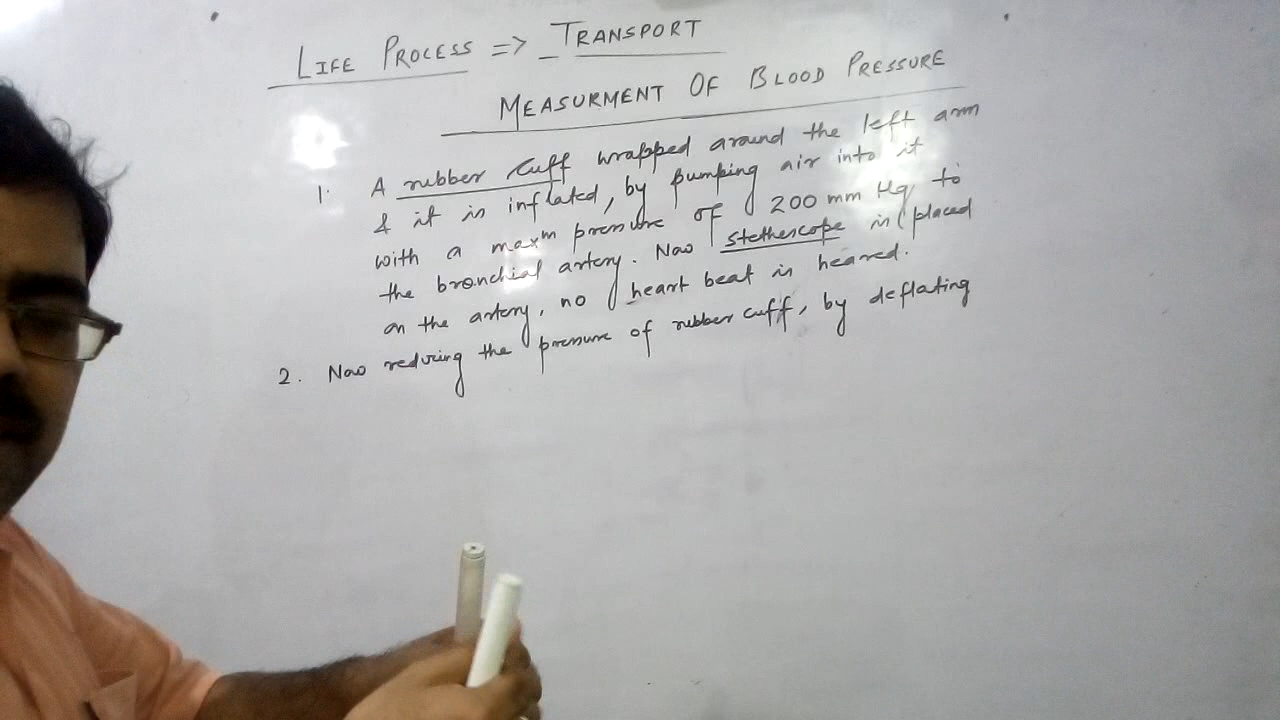 LIFE PROCESS => TRANSPORT
MEASURMENT OF BLOOD PRESSURE
1. A rubber Cuff wrapped around the left arm
& it is inflated, by pumping air into it
with a maxm pressure of 200 mm Hg to
the bronchial artery. Now stethescope is placed
on the artery, no heart beat is heared.
2. Now reducing the pressure of rubber cuff, by deflating